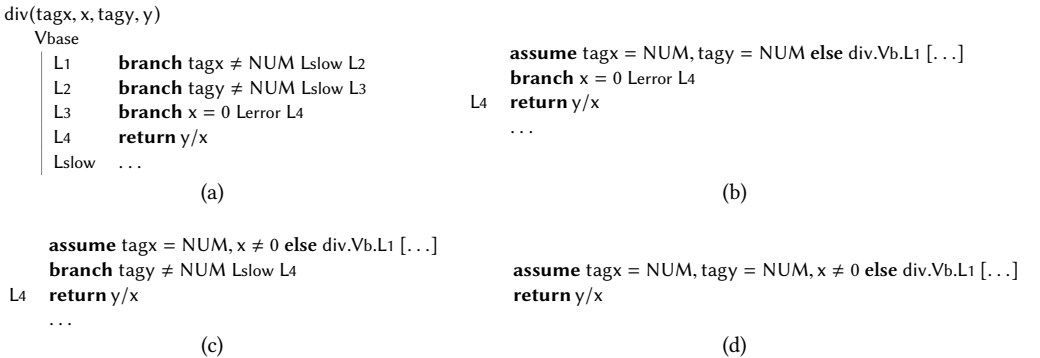 div(tagx, x, tagy, y)
Vbase
L1 branch tagx ≠ NUM Lslow L2
L2 branch tagy ≠ NUM Lslow L3
L3 branch x = 0 Lerror L4
L4 return y/x
Lslow . . .
(a)
assume tagx = NUM, tagy = NUM else div.Vb.L1 [. . .]
branch x = 0 Lerror L4
L4 return y/x
. . .
(b)
assume tagx = NUM, x ≠ 0 else div.Vb.L1 [. . .]
branch tagy ≠ NUM Lslow L4
L4 return y/x
. . .
(c)
assume tagx = NUM, tagy = NUM, x ≠ 0 else div.Vb.L1 [. . .]
return y/x
(d)